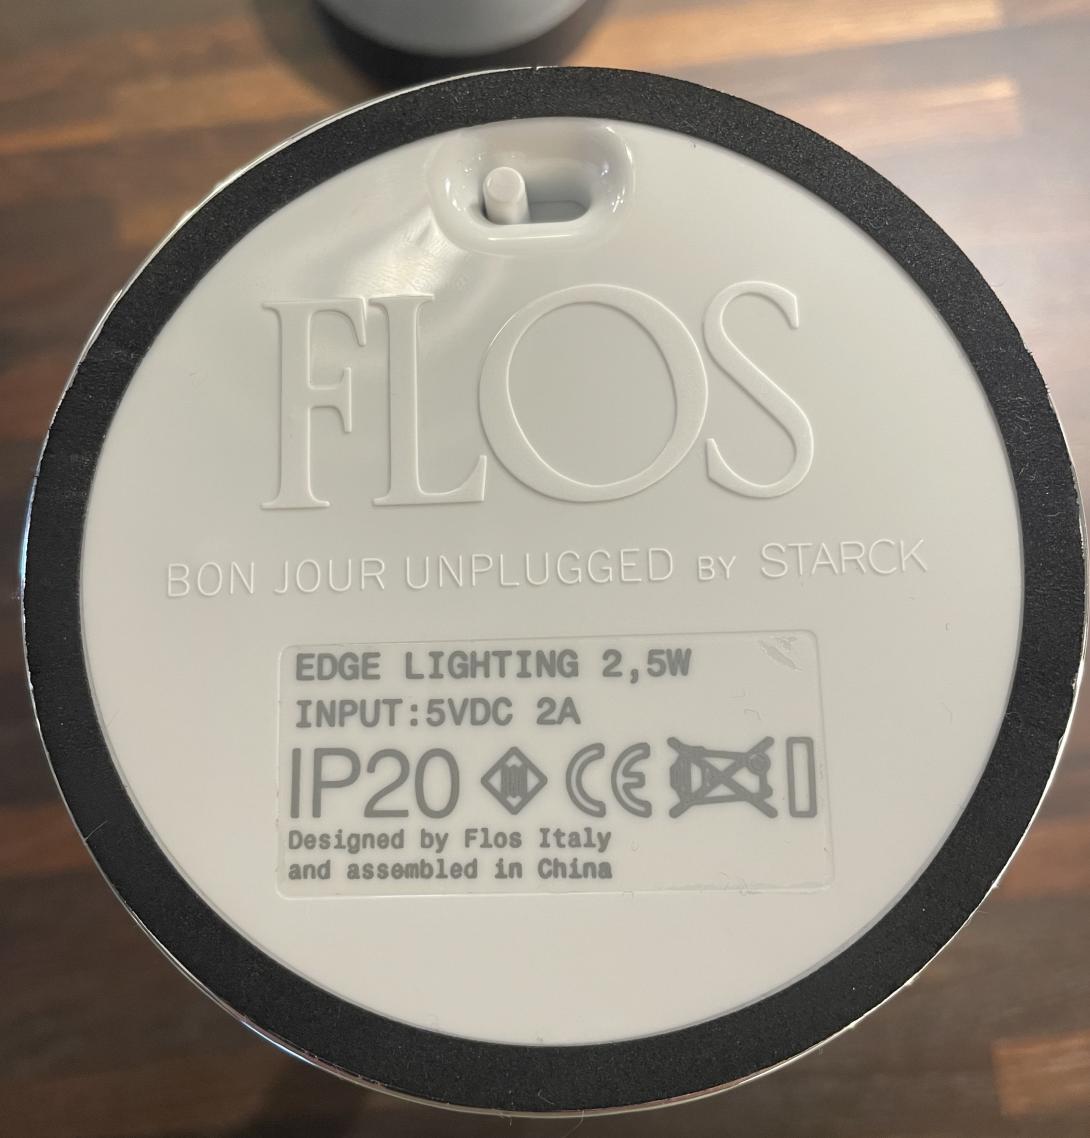 FLOS
BON JOUR UNPLUGGED BY STARCK
EDGE LIGHTING 2,5W
INPUT:5VDC 2A
IP20 CE
Designed by Flos Italy
and assembled in China